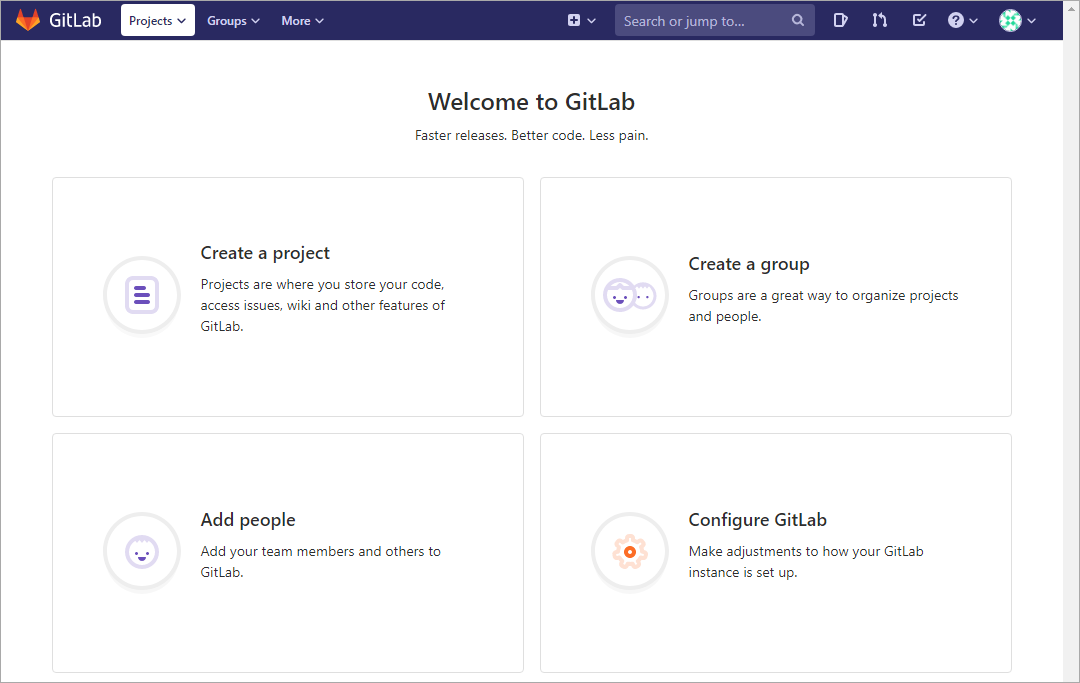 GitLab Projects Groups More Search or jump to... ?
Welcome to GitLab
Faster releases. Better code. Less pain.
Create a project
Projects are where you store your code,
access issues, wiki and other features of
GitLab.
Create a group
Groups are a great way to organize projects
and people.
Add people
Add your team members and others to
GitLab.
Configure GitLab
Make adjustments to how your GitLab
instance is set up.